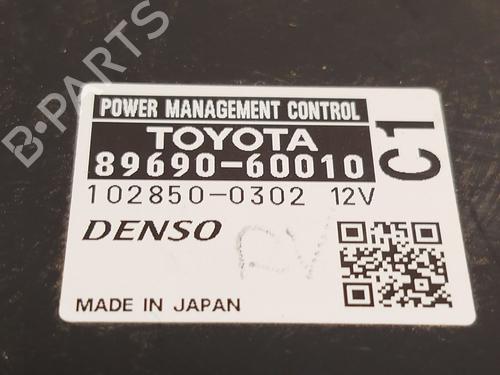 B-PARTS
POWER MANAGEMENT CONTROL
TOYOTA
89690-60010
C1
102850-0302 12V
DENSO
MADE IN JAPAN